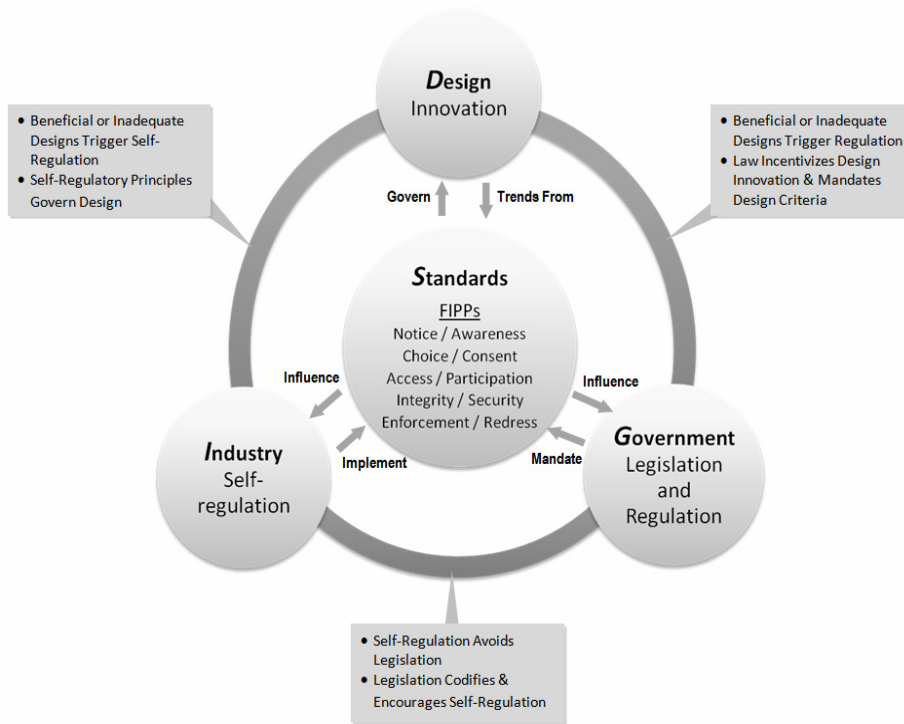 Design
Innovation
• Beneficial or Inadequate
Designs Trigger Self-
Regulation
• Self-Regulatory Principles
Govern Design
• Beneficial or Inadequate
Designs Trigger Regulation
• Law Incentivizes Design
Innovation & Mandates
Design Criteria
Govern
Trends From
Standards
FIPPs
Notice / Awareness
Choice / Consent
Access / Participation
Integrity / Security
Enforcement / Redress
Influence
Implement
Influence
Mandate
Industry
Self-
regulation
Government
Legislation
and
Regulation
• Self-Regulation Avoids
Legislation
• Legislation Codifies &
Encourages Self-Regulation